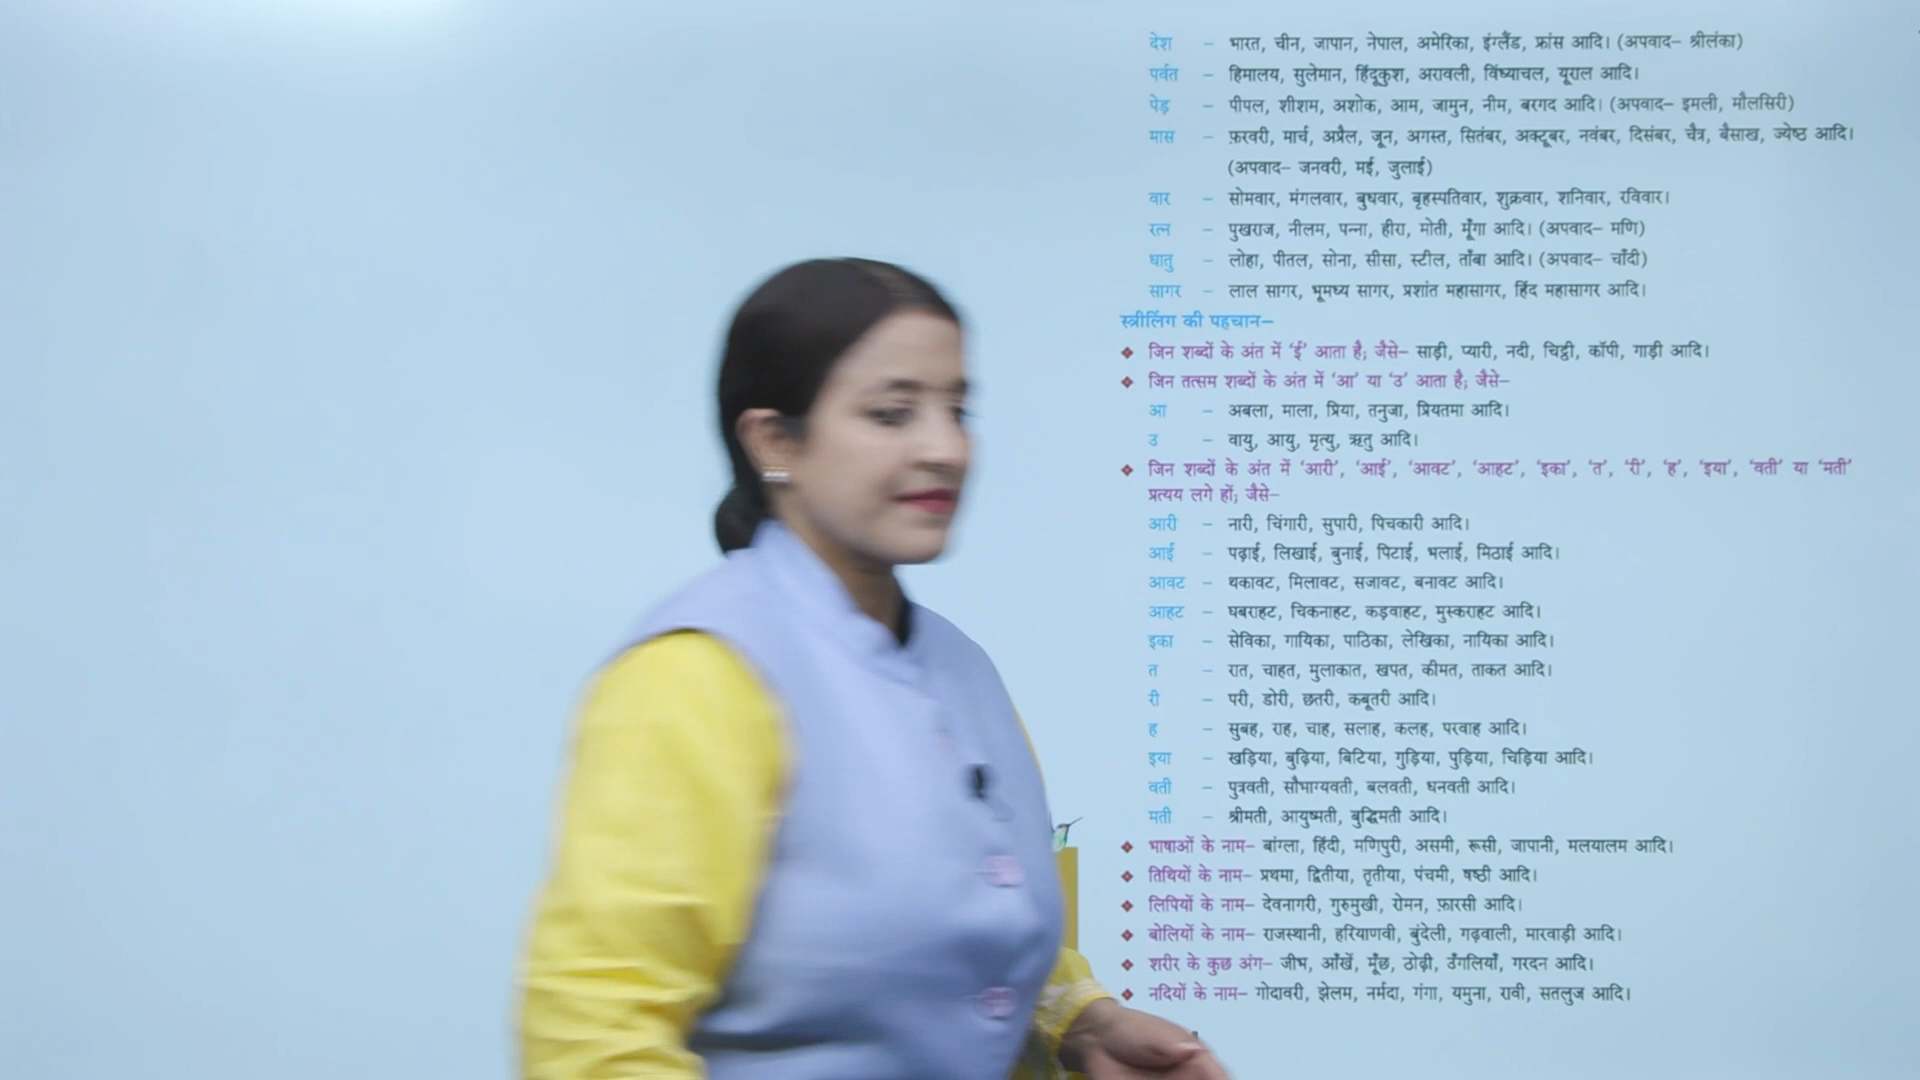 देश – भारत, चीन, जापान, नेपाल, अमेरिका, इंग्लैंड, फ्रांस आदि। (अपवाद– श्रीलंका)
पर्वत – हिमालय, सुलेमान, हिंदूकुश, अरावली, विंध्याचल, यूराल आदि।
पेड़ – पीपल, शीशम, अशोक, आम, जामुन, नीम, बरगद आदि। (अपवाद– इमली, मौलसिरी)
मास – फ़रवरी, मार्च, अप्रैल, जून, अगस्त, सितंबर, अक्टूबर, नवंबर, दिसंबर, चैत्र, बैसाख, ज्येष्ठ आदि।
(अपवाद– जनवरी, मई, जुलाई)
वार – सोमवार, मंगलवार, बुधवार, बृहस्पतिवार, शुक्रवार, शनिवार, रविवार।
रत्न – पुखराज, नीलम, पन्ना, हीरा, मोती, मूँगा आदि। (अपवाद– मणि)
धातु – लोहा, पीतल, सोना, सीसा, स्टील, ताँबा आदि। (अपवाद– चाँदी)
सागर – लाल सागर, भूमध्य सागर, प्रशांत महासागर, हिंद महासागर आदि।
स्त्रीलिंग की पहचान–
❖ जिन शब्दों के अंत में ‘ई’ आता है; जैसे– साड़ी, प्यारी, नदी, चिट्ठी, कॉपी, गाड़ी आदि।
❖ जिन तत्सम शब्दों के अंत में ‘आ’ या ‘उ’ आता है; जैसे–
आ – अबला, माला, प्रिया, तनुजा, प्रियतमा आदि।
उ – वायु, आयु, मृत्यु, ऋतु आदि।
❖ जिन शब्दों के अंत में ‘आरी’, ‘आई’, ‘आवट’, ‘आहट’, ‘इका’, ‘त’, ‘री’, ‘ह’, ‘इया’, ‘वती’ या ‘मती’
प्रत्यय लगे हों; जैसे–
आरी – नारी, चिंगारी, सुपारी, पिचकारी आदि।
आई – पढ़ाई, लिखाई, बुनाई, पिटाई, भलाई, मिठाई आदि।
आवट – थकावट, मिलावट, सजावट, बनावट आदि।
आहट – घबराहट, चिकनाहट, कड़वाहट, मुस्कराहट आदि।
इका – सेविका, गायिका, पाठिका, लेखिका, नायिका आदि।
त – रात, चाहत, मुलाकात, खपत, कीमत, ताकत आदि।
री – परी, डोरी, छतरी, कबूतरी आदि।
ह – सुबह, राह, चाह, सलाह, कलह, परवाह आदि।
इया – खड़िया, बुढ़िया, बिटिया, गुड़िया, पुड़िया, चिड़िया आदि।
वती – पुत्रवती, सौभाग्यवती, बलवती, धनवती आदि।
मती – श्रीमती, आयुष्मती, बुद्धिमती आदि।
❖ भाषाओं के नाम– बांग्ला, हिंदी, मणिपुरी, असमी, रूसी, जापानी, मलयालम आदि।
❖ तिथियों के नाम– प्रथमा, द्वितीया, तृतीया, पंचमी, षष्ठी आदि।
❖ लिपियों के नाम– देवनागरी, गुरुमुखी, रोमन, फ़ारसी आदि।
❖ बोलियों के नाम– राजस्थानी, हरियाणवी, बुंदेली, गढ़वाली, मारवाड़ी आदि।
❖ शरीर के कुछ अंग– जीभ, आँखें, मूँछ, ठोढ़ी, उँगलियाँ, गरदन आदि।
❖ नदियों के नाम– गोदावरी, झेलम, नर्मदा, गंगा, यमुना, रावी, सतलुज आदि।